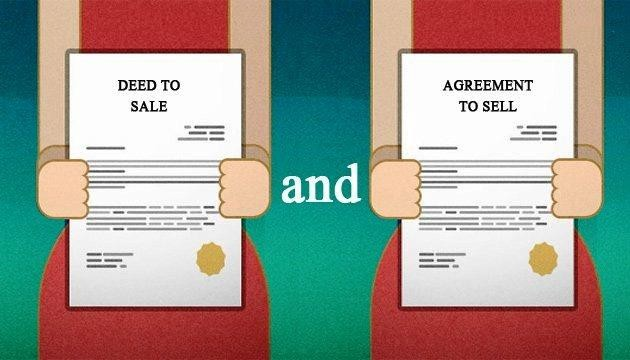 DEED TO
SALE
and
AGREEMENT
TO SELL